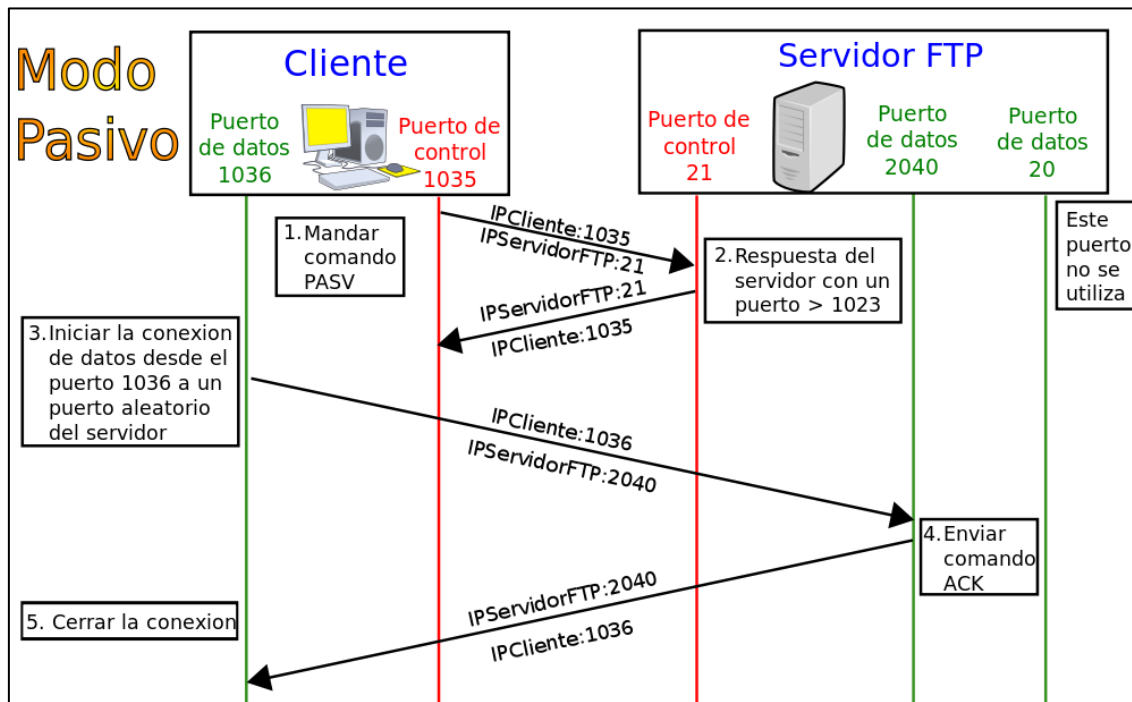 Modo
Pasivo
Cliente
Puerto
de datos
1036
Puerto de
control
1035
Servidor FTP
Puerto de
control
21
Puerto
de datos
2040
Puerto
de datos
20
1. Mandar
comando
PASV
IPCliente:1035
IPServidorFTP:21
2. Respuesta del
servidor con un
puerto > 1023
Este
puerto
no se
utiliza
IPServidorFTP:21
IPCliente:1035
3. Iniciar la conexion
de datos desde el
puerto 1036 a un
puerto aleatorio
del servidor
IPCliente:1036
IPServidorFTP:2040
4. Enviar
comando
ACK
IPServidorFTP:2040
IPCliente:1036
5. Cerrar la conexion